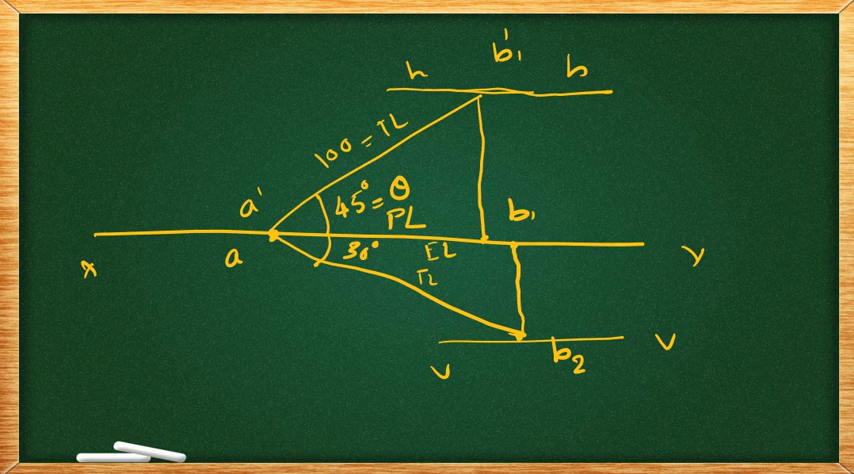 b'₁
h h
100 = TL
a'
45° = θ
PL b₁
a 30° EL
x y
TL
v b₂ v